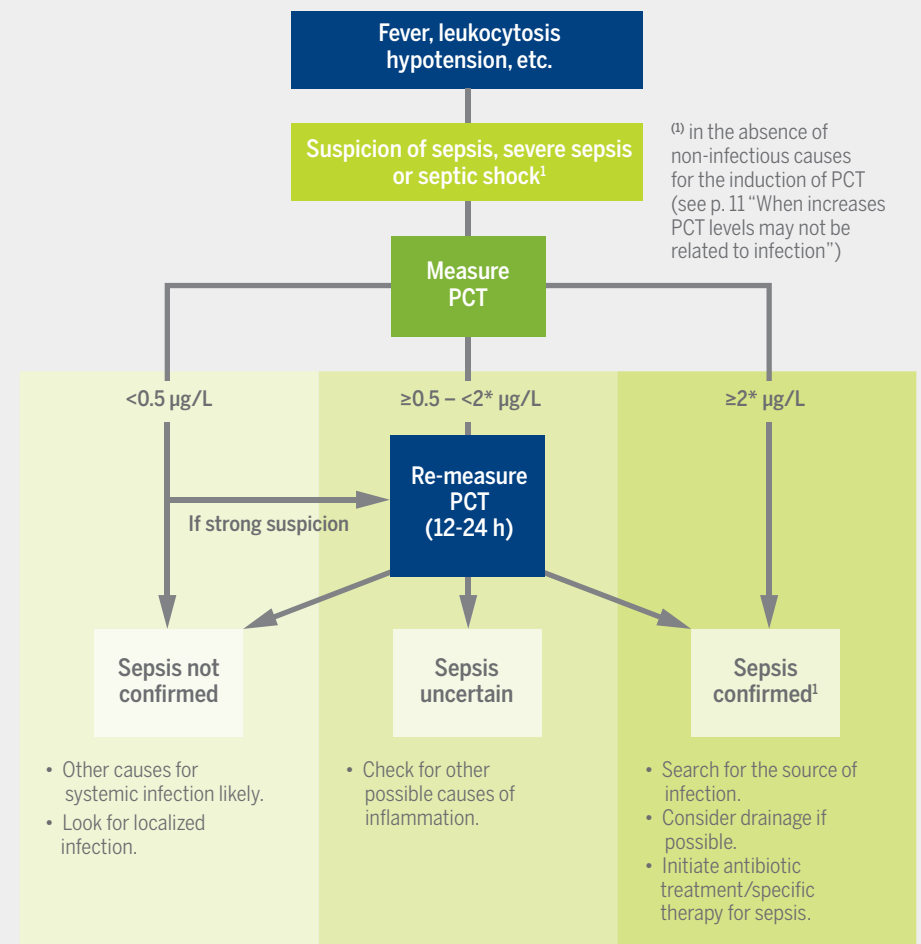 Fever, leukocytosis
hypotension, etc.
Suspicion of sepsis, severe sepsis
or septic shock¹
⁽¹⁾ in the absence of
non-infectious causes
for the induction of PCT
(see p. 11 “When increases
PCT levels may not be
related to infection”)
Measure
PCT
<0.5 µg/L
≥0.5 – <2* µg/L
≥2* µg/L
Re-measure
PCT
(12-24 h)
If strong suspicion
Sepsis not
confirmed
Sepsis
uncertain
Sepsis
confirmed¹
• Other causes for
systemic infection likely.
• Look for localized
infection.
• Check for other
possible causes of
inflammation.
• Search for the source of
infection.
• Consider drainage if
possible.
• Initiate antibiotic
treatment/specific
therapy for sepsis.